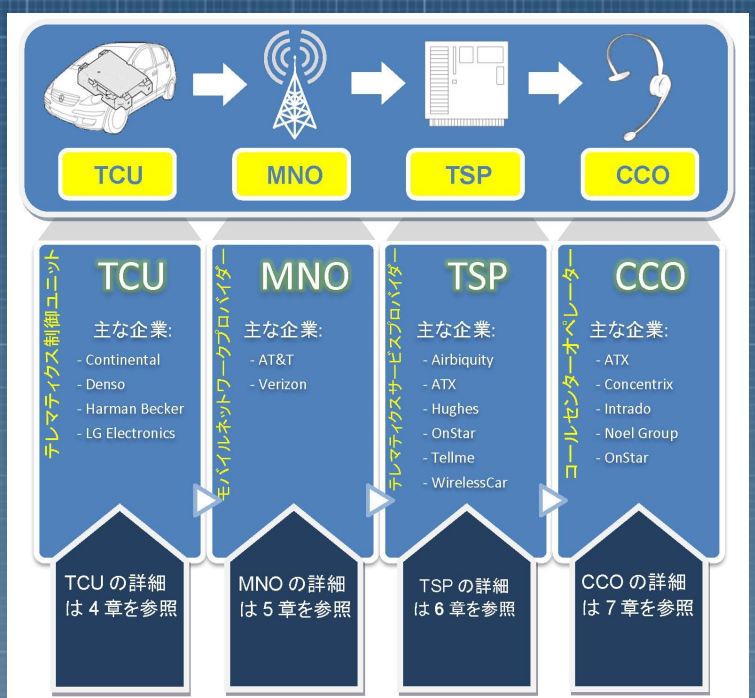 TCU
MNO
TSP
CCO
テレマティクス制御ユニット
TCU
主な企業:
- Continental
- Denso
- Harman Becker
- LG Electronics
TCU の詳細
は 4 章を参照
モバイルネットワークプロバイダー
MNO
主な企業:
- AT&T
- Verizon
MNO の詳細
は 5 章を参照
テレマティクスサービスプロバイダー
TSP
主な企業:
- Airbiquity
- ATX
- Hughes
- OnStar
- Tellme
- WirelessCar
TSP の詳細
は 6 章を参照
コールセンターオペレーター
CCO
主な企業:
- ATX
- Concentrix
- Intrado
- Noel Group
- OnStar
CCO の詳細
は 7 章を参照